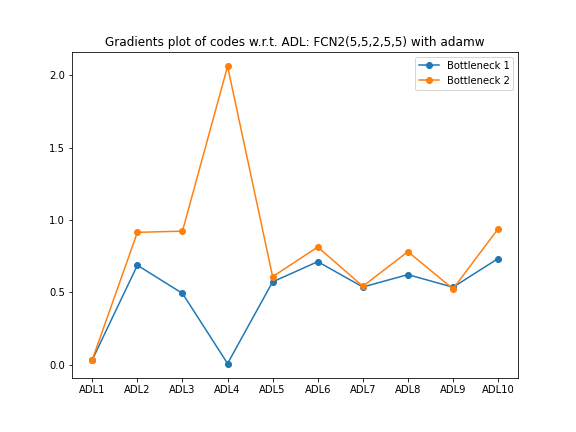 Gradients plot of codes w.r.t. ADL: FCN2(5,5,2,5,5) with adamw
Bottleneck 1
Bottleneck 2
2.0
1.5
1.0
0.5
0.0
ADL1 ADL2 ADL3 ADL4 ADL5 ADL6 ADL7 ADL8 ADL9 ADL10